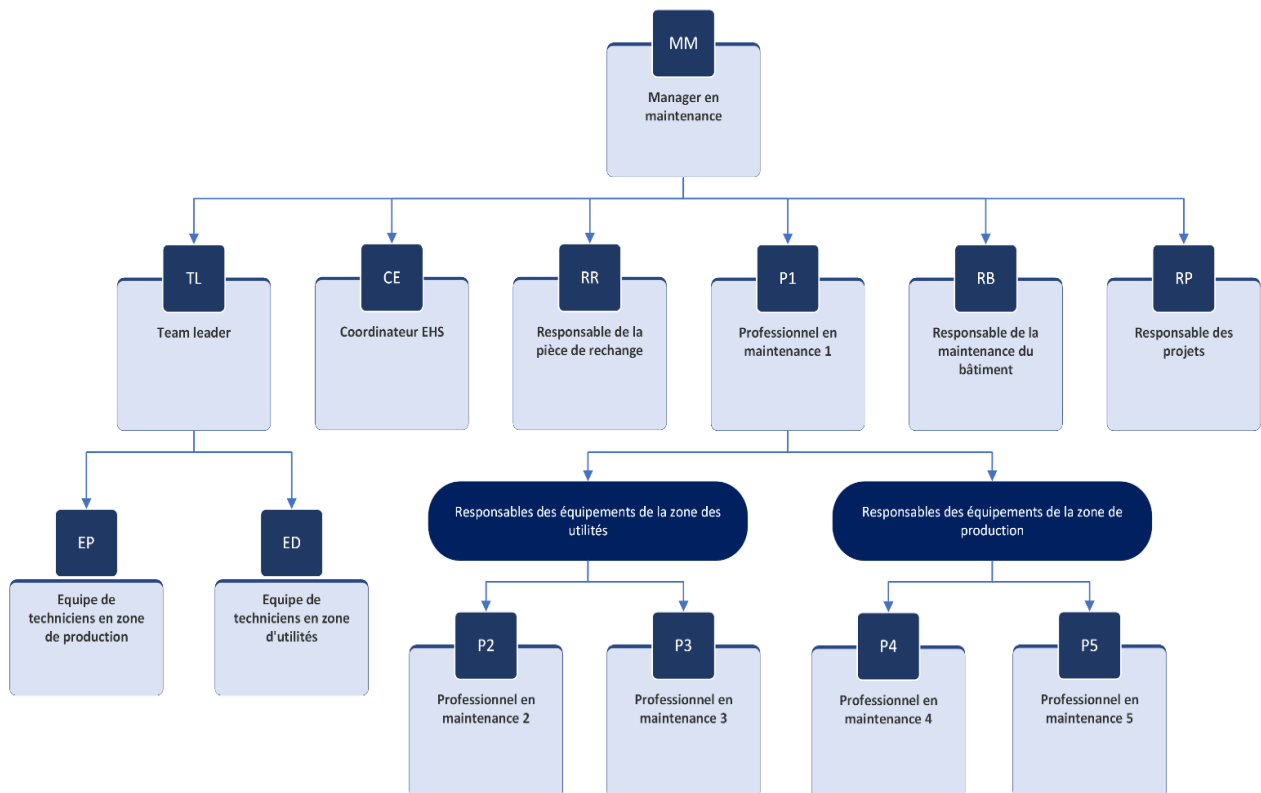 MM
Manager en
maintenance
TL
Team leader
CE
Coordinateur EHS
RR
Responsable de la
pièce de rechange
P1
Professionnel en
maintenance 1
RB
Responsable de la
maintenance du
bâtiment
RP
Responsable des
projets
EP
Equipe de
techniciens en zone
de production
ED
Equipe de
techniciens en zone
d'utilités
Responsables des équipements de la zone des
utilités
Responsables des équipements de la zone de
production
P2
Professionnel en
maintenance 2
P3
Professionnel en
maintenance 3
P4
Professionnel en
maintenance 4
P5
Professionnel en
maintenance 5